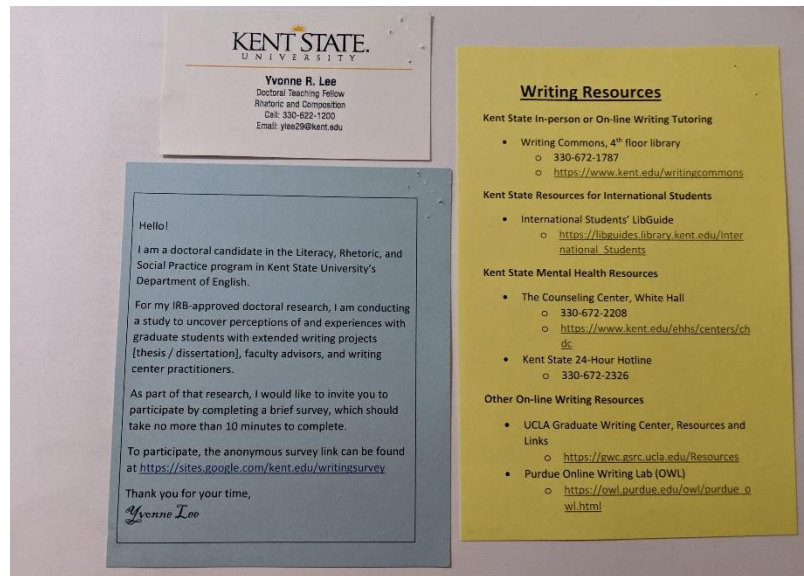 KENT STATE.
UNIVERSITY
Yvonne R. Lee
Doctoral Teaching Fellow
Rhetoric and Composition
Cell: 330-622-1200
Email: ylee29@kent.edu
Hello!
I am a doctoral candidate in the Literacy, Rhetoric, and
Social Practice program in Kent State University's
Department of English.
For my IRB-approved doctoral research, I am conducting
a study to uncover perceptions of and experiences with
graduate students with extended writing projects
[thesis / dissertation], faculty advisors, and writing
center practitioners.
As part of that research, I would like to invite you to
participate by completing a brief survey, which should
take no more than 10 minutes to complete.
To participate, the anonymous survey link can be found
at https://sites.google.com/kent.edu/writingsurvey
Thank you for your time,
Yvonne Lee
Writing Resources
Kent State In-person or On-line Writing Tutoring
• Writing Commons, 4th floor library
o 330-672-1787
o https://www.kent.edu/writingcommons
Kent State Resources for International Students
• International Students' LibGuide
o https://libguides.library.kent.edu/Inter
national_Students
Kent State Mental Health Resources
• The Counseling Center, White Hall
o 330-672-2208
o https://www.kent.edu/ehhs/centers/ch
dc
• Kent State 24-Hour Hotline
o 330-672-2326
Other On-line Writing Resources
• UCLA Graduate Writing Center, Resources and
Links
o https://gwc.gsrc.ucla.edu/Resources
• Purdue Online Writing Lab (OWL)
o https://owl.purdue.edu/owl/purdue_o
wl.html